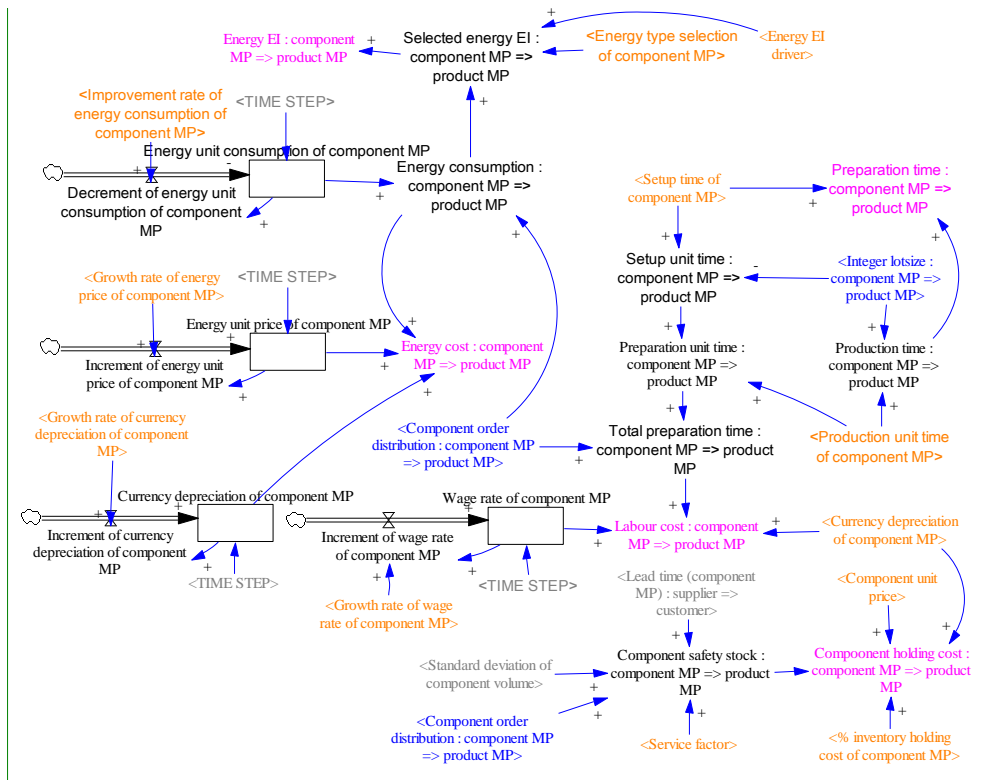 Energy EI : component
MP => product MP
Selected energy EI :
component MP =>
product MP
<Energy type selection
of component MP>
<Energy EI
driver>
<Improvement rate of
energy consumption of
component MP>
<TIME STEP>
Energy unit consumption of component MP
Decrement of energy unit
consumption of component
MP
Energy consumption :
component MP =>
product MP
<Setup time of
component MP>
Preparation time :
component MP =>
product MP
Setup unit time :
component MP =>
product MP
<Integer lotsize :
component MP =>
product MP>
<Growth rate of energy
price of component MP>
<TIME STEP>
Energy unit price of component MP
Increment of energy unit
price of component MP
Energy cost : component
MP => product MP
Preparation unit time :
component MP =>
product MP
Production time :
component MP =>
product MP
<Growth rate of currency
depreciation of component
MP>
<Component order
distribution : component MP
=> product MP>
Total preparation time :
component MP => product
MP
<Production unit time
of component MP>
Currency depreciation of component MP
Increment of currency
depreciation of component
MP
<TIME STEP>
Wage rate of component MP
Increment of wage rate
of component MP
<TIME STEP>
<Growth rate of wage
rate of component MP>
Labour cost : component
MP => product MP
<Currency depreciation
of component MP>
<Lead time (component
MP) : supplier =>
customer>
<Component unit
price>
<Standard deviation of
component volume>
Component safety stock :
component MP => product
MP
Compoonent holding cost :
component MP => product
MP
<Component order
distribution : component MP
=> product MP>
<Service factor>
<% inventory holding
cost of component MP>